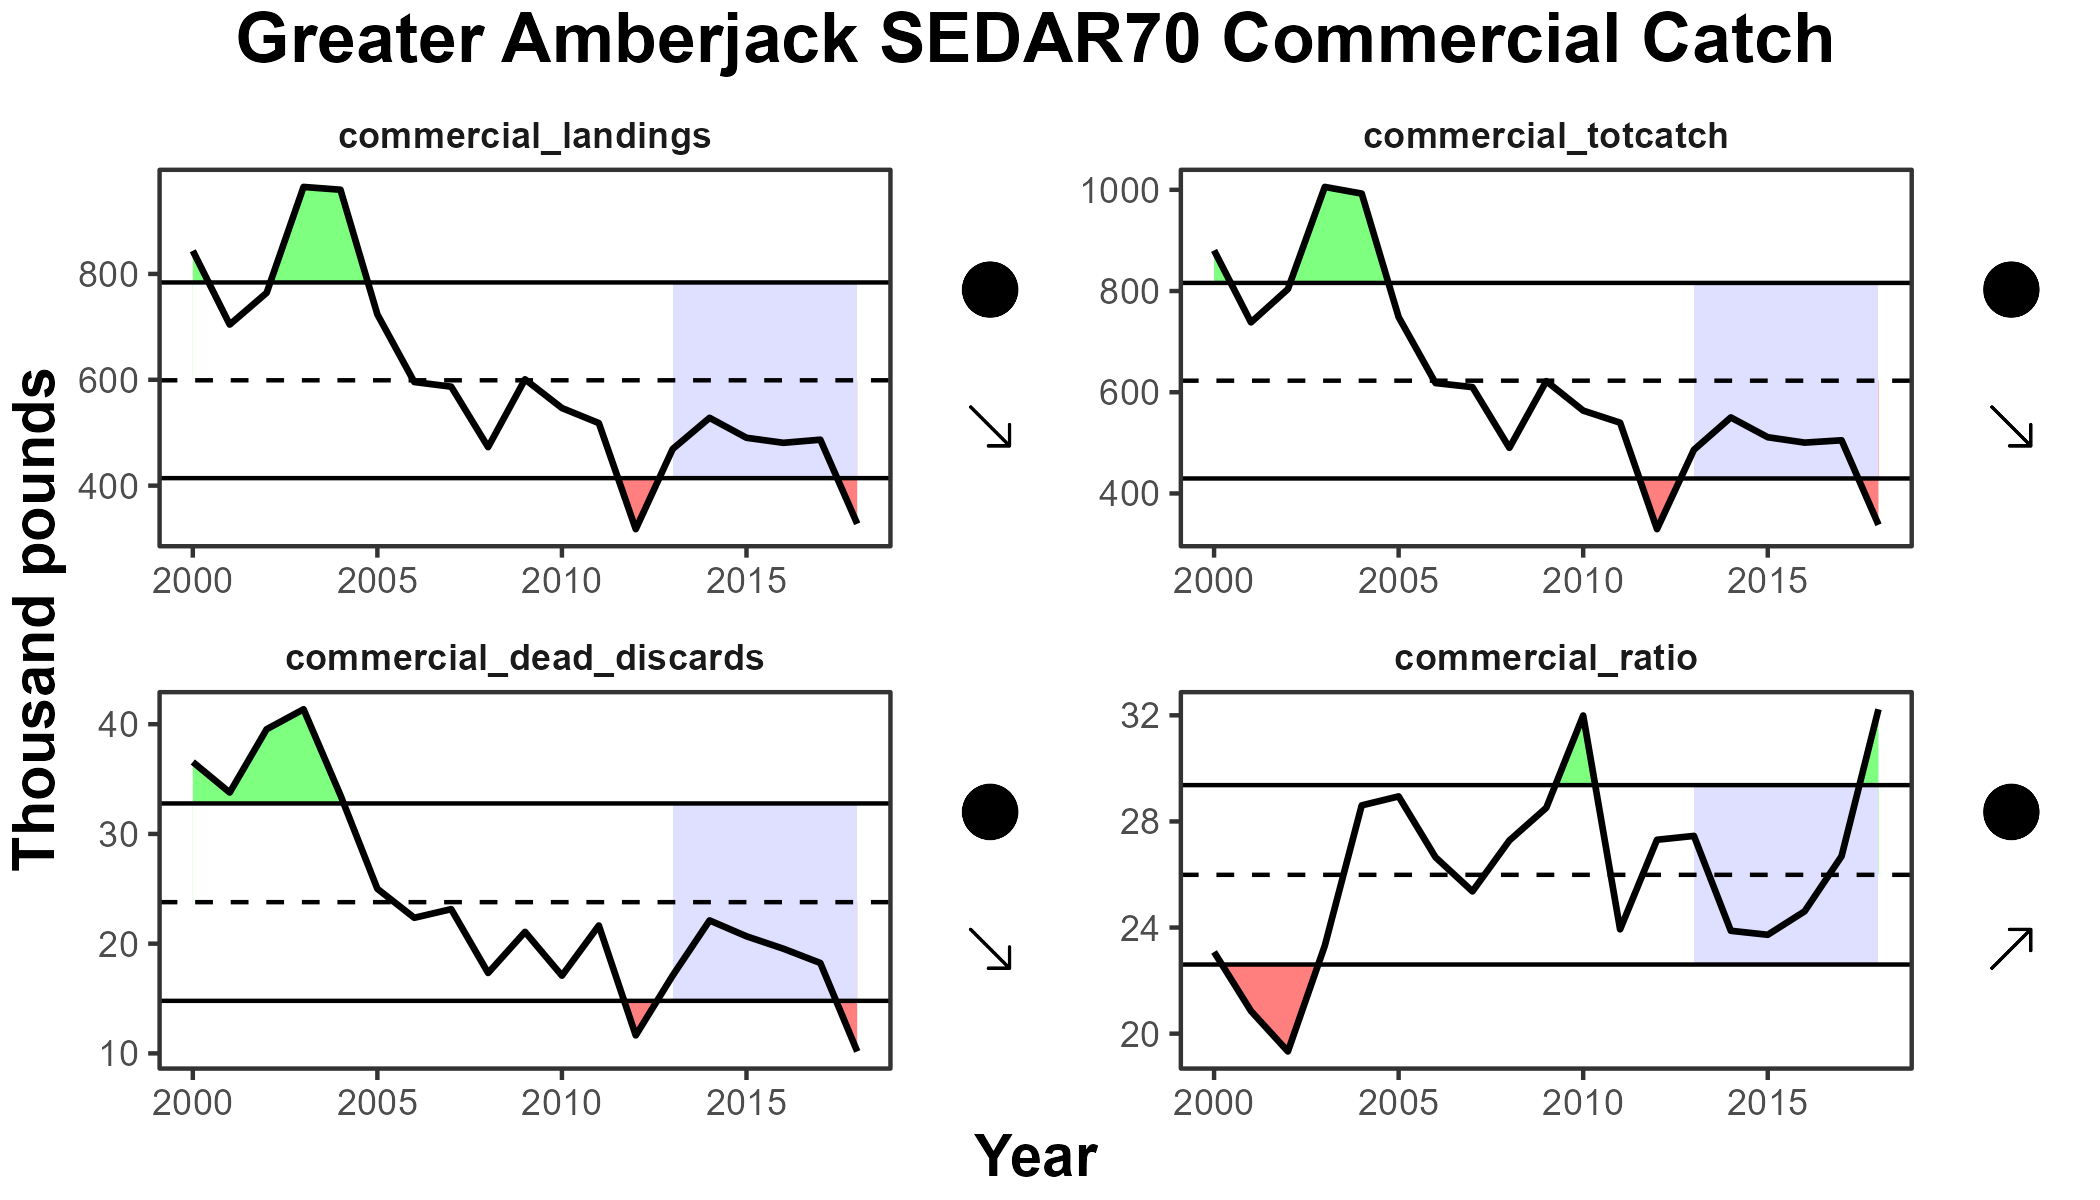 Greater Amberjack SEDAR70 Commercial Catch
Thousand pounds
commercial_landings
800
600
400
2000 2005 2010 2015
commercial_totcatch
1000
800
600
400
2000 2005 2010 2015
commercial_dead_discards
40
30
20
10
2000 2005 2010 2015
commercial_ratio
32
28
24
20
2000 2005 2010 2015
Year